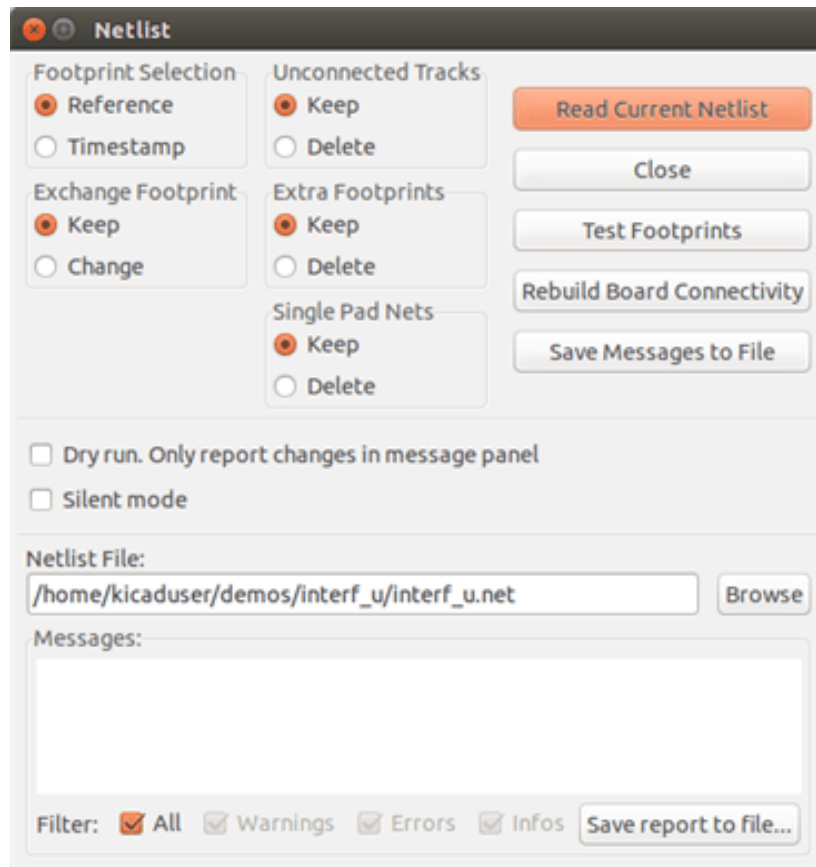 Netlist
Footprint Selection
Reference
Timestamp
Exchange Footprint
Keep
Change
Unconnected Tracks
Keep
Delete
Extra Footprints
Keep
Delete
Single Pad Nets
Keep
Delete
Read Current Netlist
Close
Test Footprints
Rebuild Board Connectivity
Save Messages to File
Dry run. Only report changes in message panel
Silent mode
Netlist File:
/home/kicaduser/demos/interf_u/interf_u.net
Browse
Messages:
Filter: All Warnings Errors Infos Save report to file...